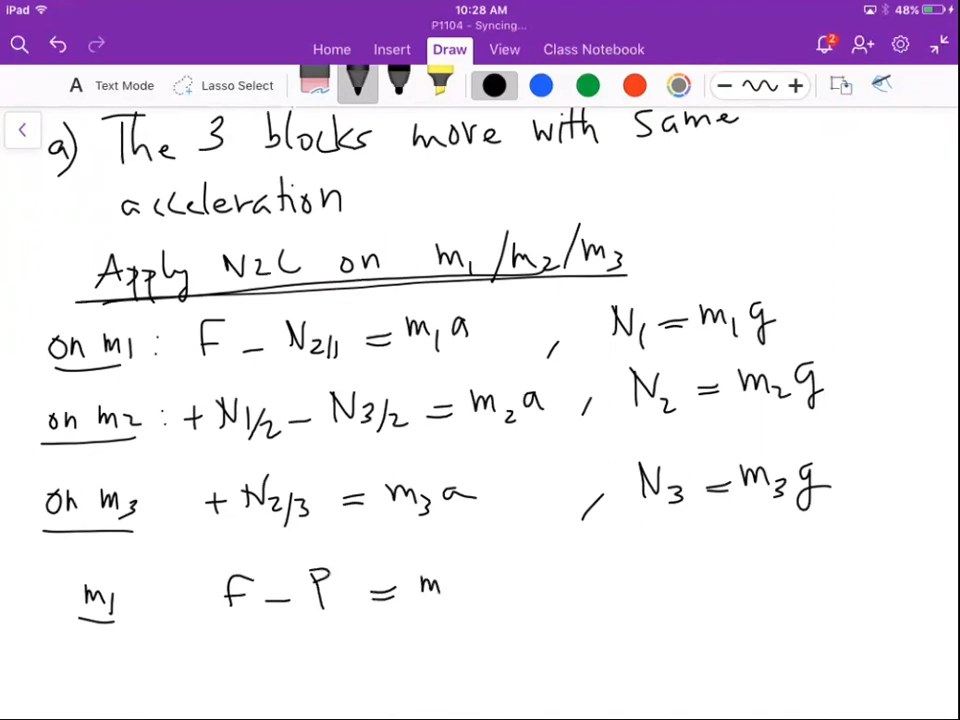 iPad 10:28 AM 48%
P1104 - Syncing...
Home Insert Draw View Class Notebook 2
A Text Mode Lasso Select
a) The 3 blocks move with same
acceleration
Apply N2L on m1/m2/m3
on m1 : F - N2/1 = m1a , N1 = m1g
on m2 : + N1/2 - N3/2 = m2a , N2 = m2g
on m3 + N2/3 = m3a , N3 = m3g
m1 F - P = m